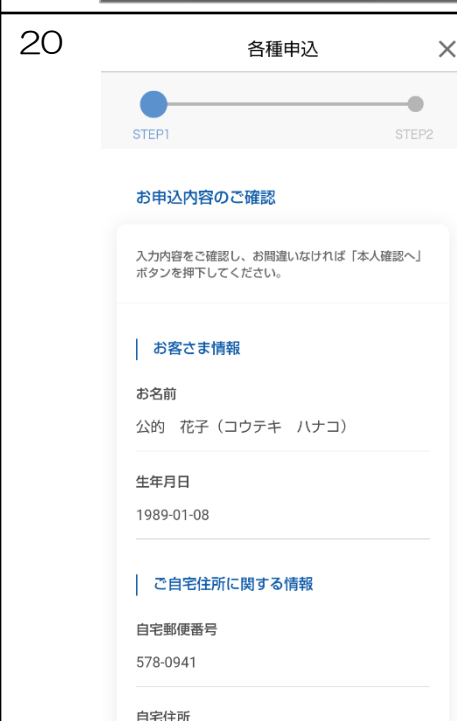 20
各種申込
STEP1
STEP2
お申込内容のご確認
入力内容をご確認し、お間違いなければ「本人確認へ」
ボタンを押下してください。
お客さま情報
お名前
公的　花子（コウテキ　ハナコ）
生年月日
1989-01-08
ご自宅住所に関する情報
自宅郵便番号
578-0941
自宅住所